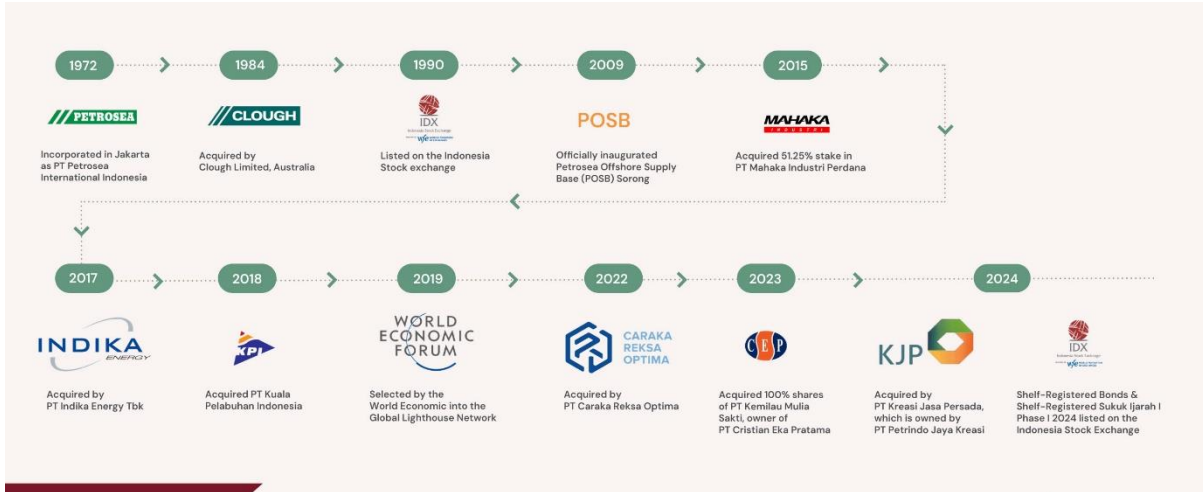 1972
1984
1990
2009
2015
PETROSEA
CLOUGH
IDX
Indonesia Stock Exchange
POSB
MAHAKA
INDUSTRI
Incorporated in Jakarta
as PT Petrosea
International Indonesia
Acquired by
Clough Limited, Australia
Listed on the Indonesia
Stock exchange
Officially inaugurated
Petrosea Offshore Supply
Base (POSB) Sorong
Acquired 51.25% stake in
PT Mahaka Industri Perdana
2017
2018
2019
2022
2023
2024
INDIKA
ENERGY
KPI
WORLD
ECONOMIC
FORUM
CARAKA
REKSA
OPTIMA
CEP
KJP
IDX
Indonesia Stock Exchange
Acquired by
PT Indika Energy Tbk
Acquired PT Kuala
Pelabuhan Indonesia
Selected by the
World Economic into the
Global Lighthouse Network
Acquired by
PT Caraka Reksa Optima
Acquired 100% shares
of PT Kemilau Mulia
Sakti, owner of
PT Cristian Eka Pratama
Acquired by
PT Kreasi Jasa Persada,
which is owned by
PT Petrindo Jaya Kreasi
Shelf-Registered Bonds &
Shelf-Registered Sukuk Ijarah I
Phase I 2024 listed on the
Indonesia Stock Exchange